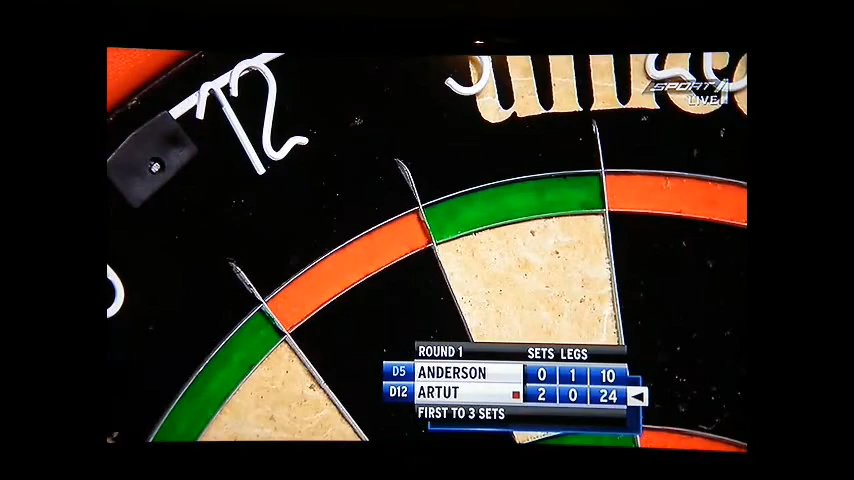 12
SPORT1
LIVE
ROUND 1 SETS LEGS
D5 ANDERSON 0 1 10
D12 ARTUT 2 0 24
FIRST TO 3 SETS